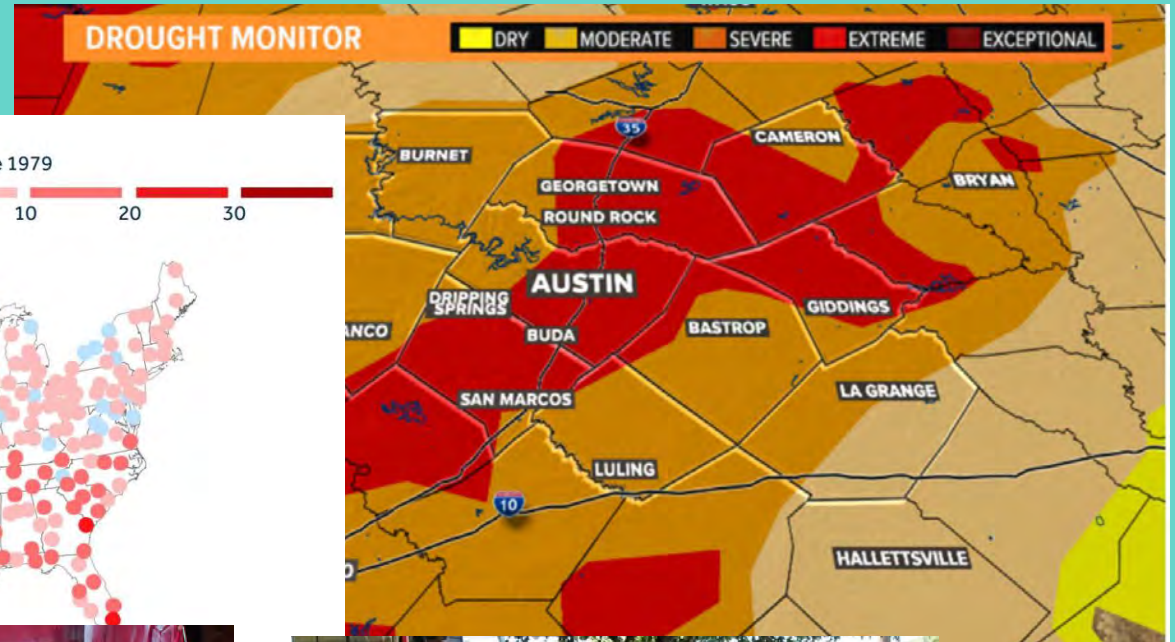 DROUGHT MONITOR
DRY MODERATE SEVERE EXTREME EXCEPTIONAL
1979
10 20 30
35
CAMERON
BURNET
BRYAN
GEORGETOWN
ROUND ROCK
AUSTIN
DRIPPING
SPRINGS
GIDDINGS
ANCO
BUDA
BASTROP
LA GRANGE
SAN MARCOS
LULING
10
HALLETTSVILLE